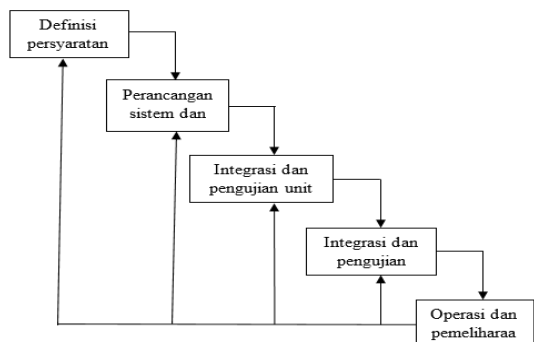 Definisi
persyaratan
Perancangan
sistem dan
Integrasi dan
pengujian unit
Integrasi dan
pengujian
Operasi dan
pemeliharaa